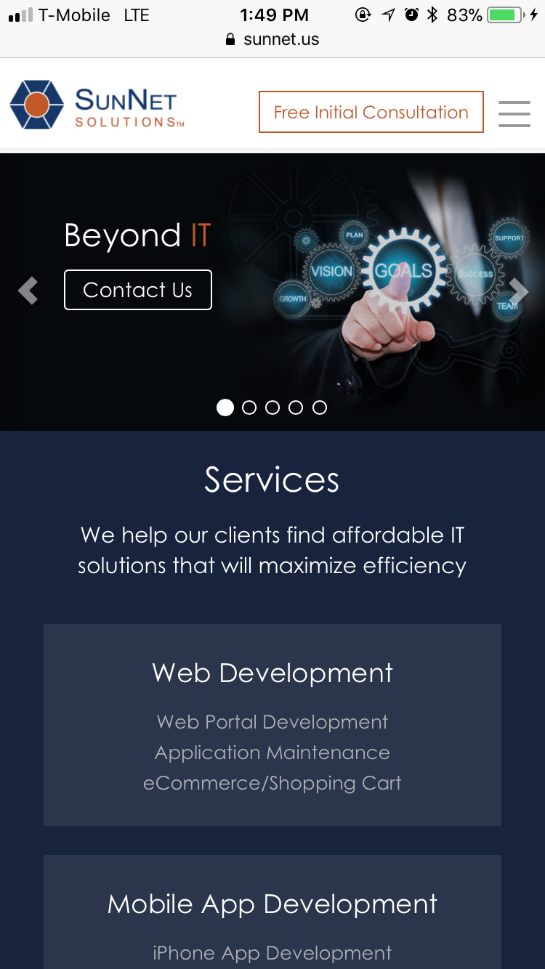 T-Mobile LTE 1:49 PM 83%
sunnet.us
SUNNET
SOLUTIONS TM
Free Initial Consultation
Beyond IT
Contact Us
PLAN
SUPPORT
VISION
GOALS
SUCCESS
GROWTH
TEAM
Services
We help our clients find affordable IT
solutions that will maximize efficiency
Web Development
Web Portal Development
Application Maintenance
eCommerce/Shopping Cart
Mobile App Development
iPhone App Development